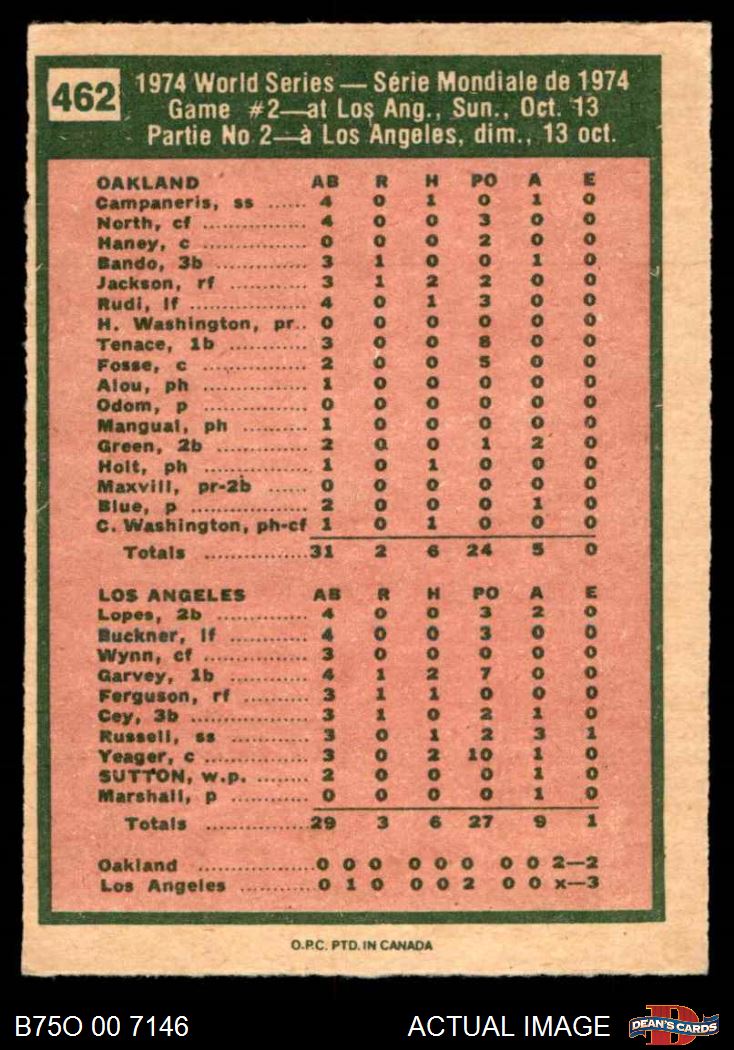 462
1974 World Series — Série Mondiale de 1974
Game #2—at Los Ang., Sun., Oct. 13
Partie No 2—à Los Angeles, dim., 13 oct.
OAKLAND AB R H PO A E
Campaneris, ss ...... 4 0 1 0 1 0
North, cf ............... 4 0 0 3 0 0
Haney, c ............... 0 0 0 2 0 0
Bando, 3b ............. 3 1 0 0 1 0
Jackson, rf ............ 3 1 2 2 0 0
Rudi, lf ................. 4 0 1 3 0 0
H. Washington, pr.. 0 0 0 0 0 0
Tenace, 1b ........... 3 0 0 8 0 0
Fosse, c ............... 2 0 0 5 0 0
Alou, ph ............... 1 0 0 0 0 0
Odom, p ............... 0 0 0 0 0 0
Mangual, ph ......... 1 0 0 0 0 0
Green, 2b ............. 2 0 0 1 2 0
Holt, ph ............... 1 0 1 0 0 0
Maxvill, pr-2b ...... 0 0 0 0 0 0
Blue, p ................. 2 0 0 0 1 0
C. Washington, ph-cf 1 0 1 0 0 0
Totals ............... 31 2 6 24 5 0
LOS ANGELES AB R H PO A E
Lopes, 2b ............. 4 0 0 3 2 0
Buckner, lf ........... 4 0 0 3 0 0
Wynn, cf ............... 3 0 0 0 0 0
Garvey, 1b ........... 4 1 2 7 0 0
Ferguson, rf ......... 3 1 1 0 0 0
Cey, 3b ................. 3 1 0 2 1 0
Russell, ss ............ 3 0 1 2 3 1
Yeager, c ............. 3 0 2 10 1 0
SUTTON, w.p. ....... 2 0 0 0 1 0
Marshall, p ........... 0 0 0 0 1 0
Totals ............... 29 3 6 27 9 1
Oakland ............... 0 0 0 0 0 0 0 0 2—2
Los Angeles .......... 0 1 0 0 0 2 0 0 x—3
O.P.C. PTD. IN CANADA
B75O 00 7146 ACTUAL IMAGE DEAN'S CARDS